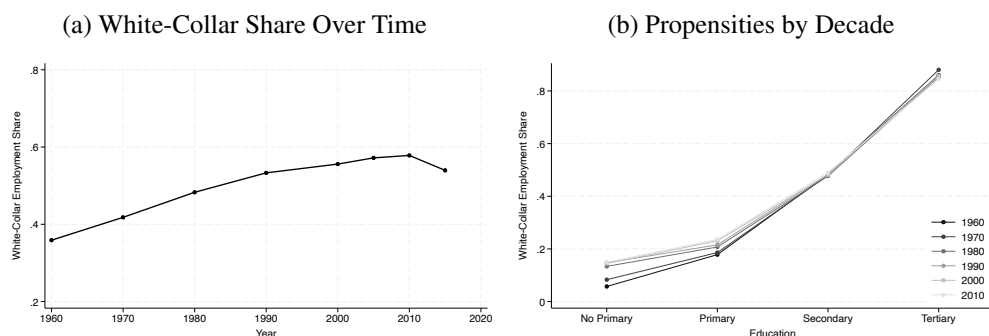 (a) White-Collar Share Over Time
White-Collar Employment Share
.8
.6
.4
.2
1960 1970 1980 1990 2000 2010 2020
Year
(b) Propensities by Decade
White-Collar Employment Share
.8
.6
.4
.2
0
No Primary Primary Secondary Tertiary
Education
1960
1970
1980
1990
2000
2010